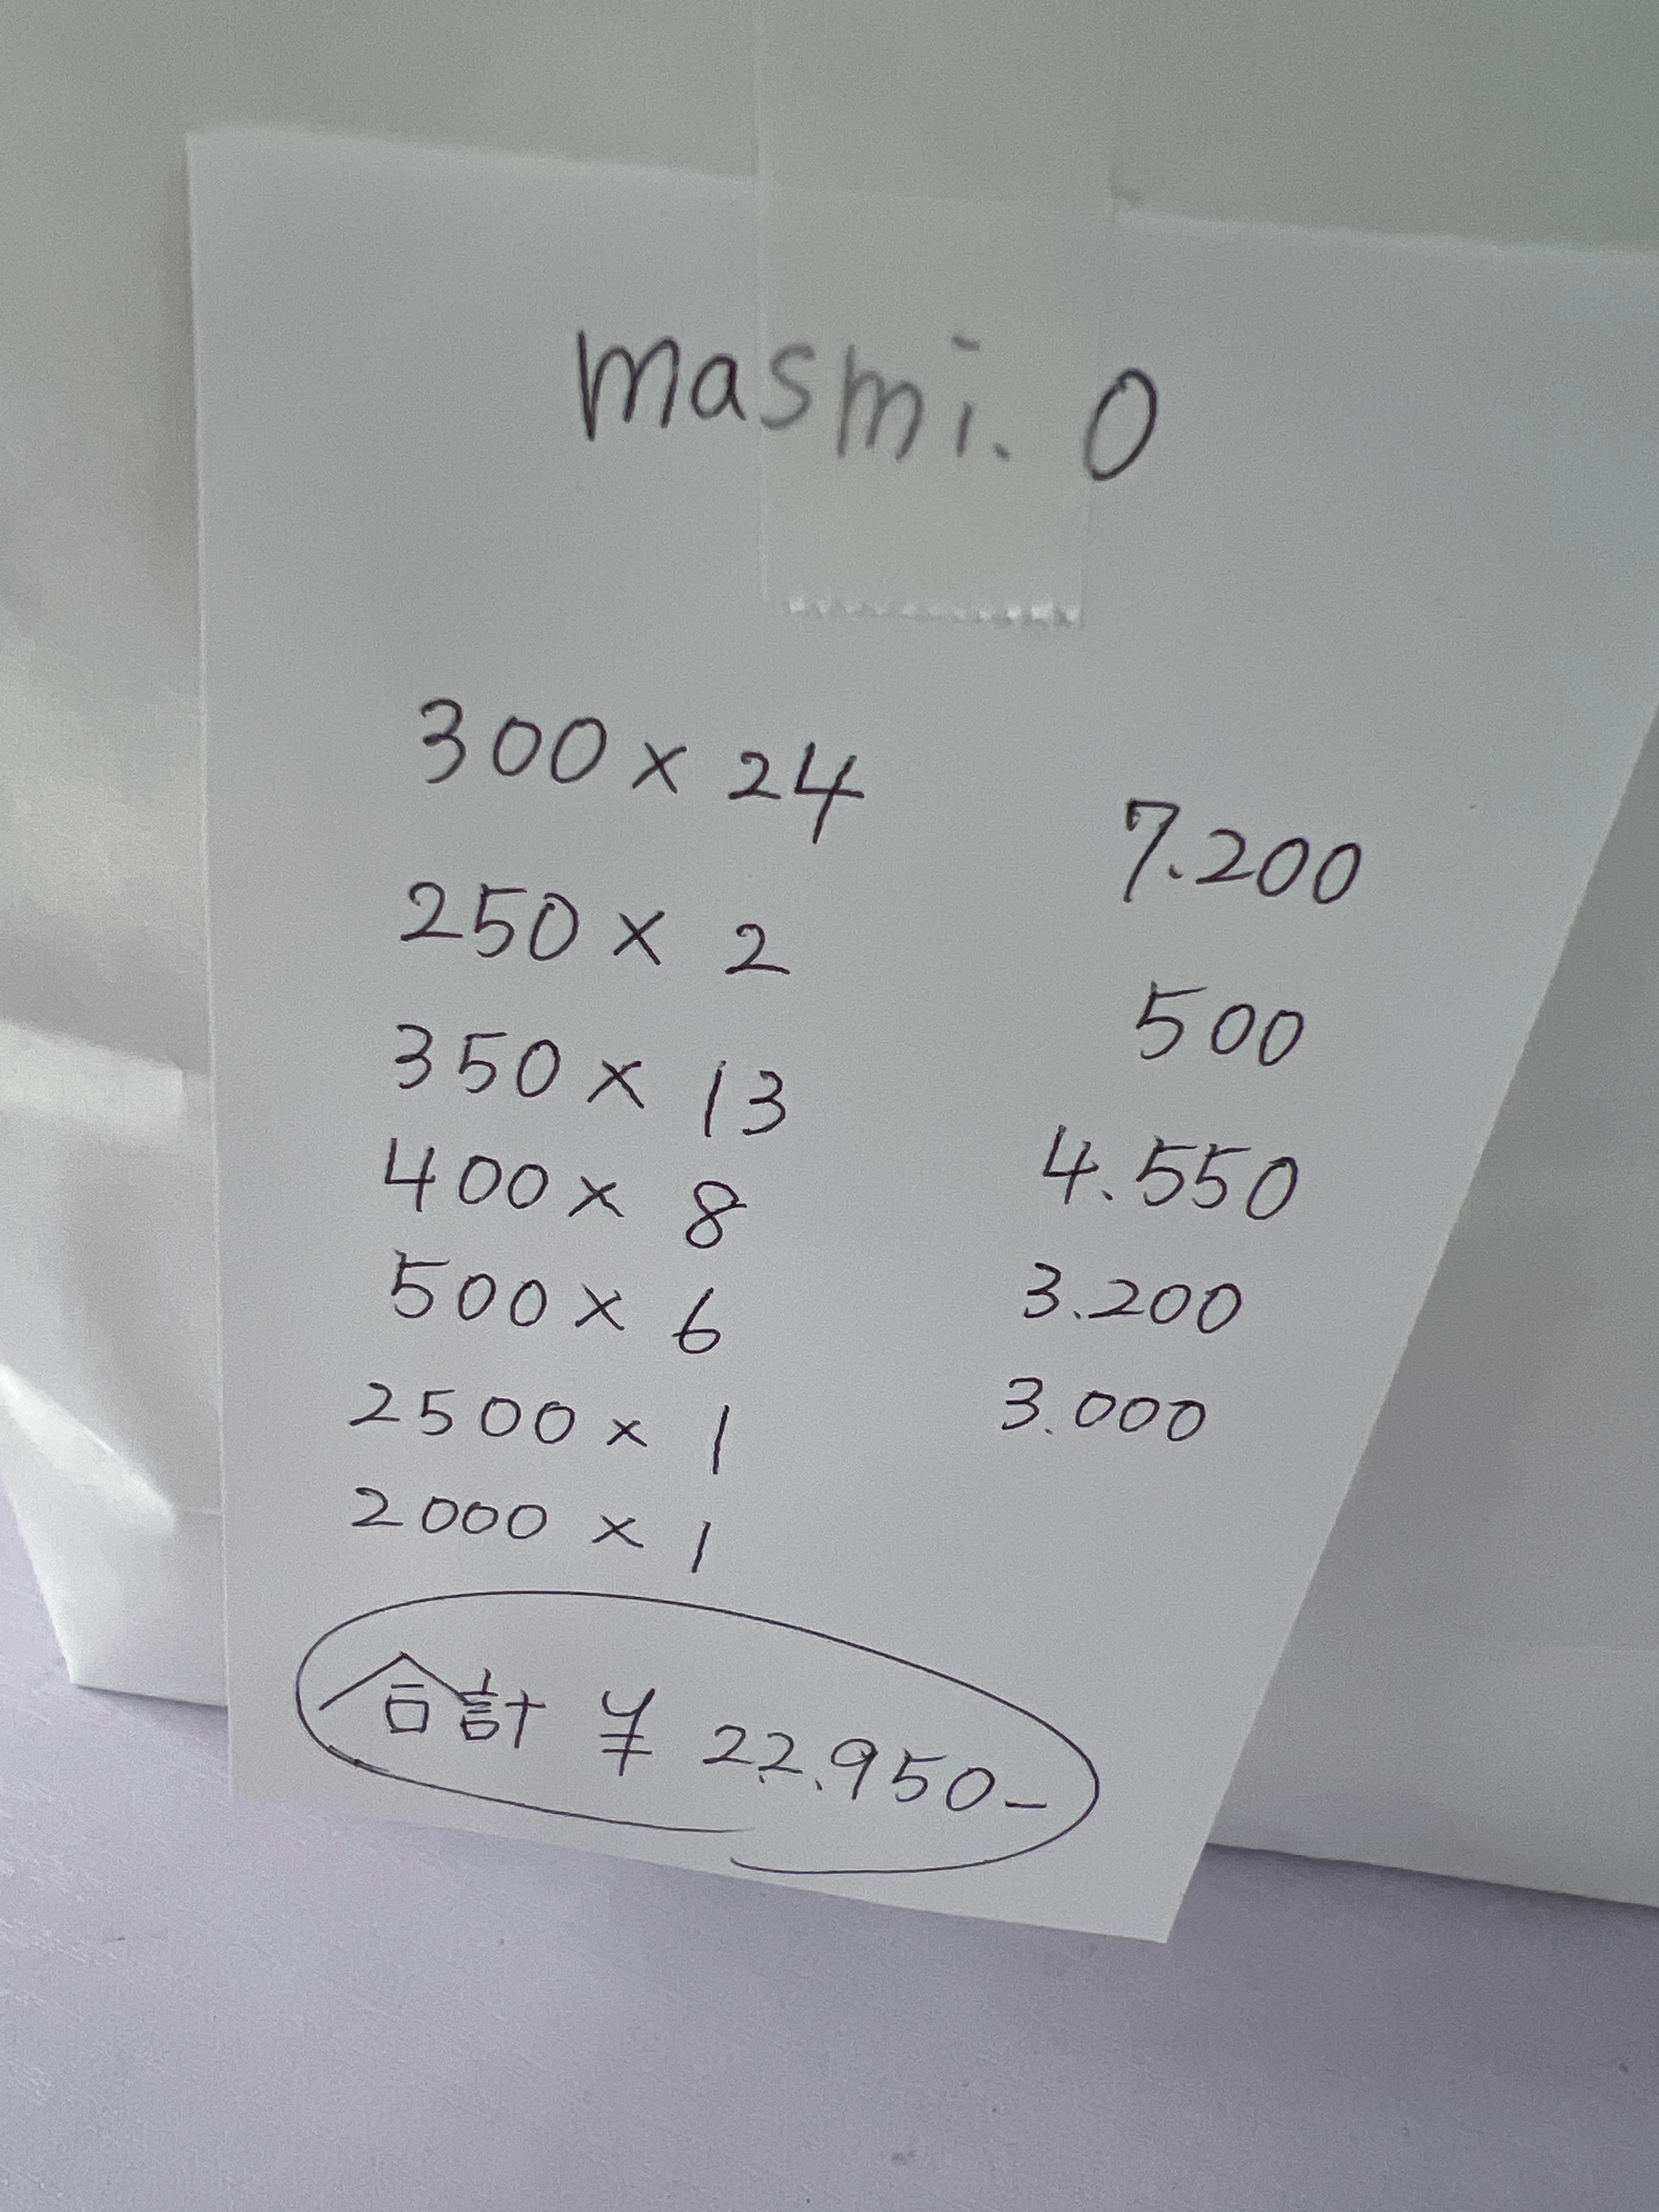 masmi. O
300 × 24 7.200
250 × 2 500
350 × 13 4.550
400 × 8 3.200
500 × 6 3.000
2500 × 1
2000 × 1
合計 ¥ 22.950-